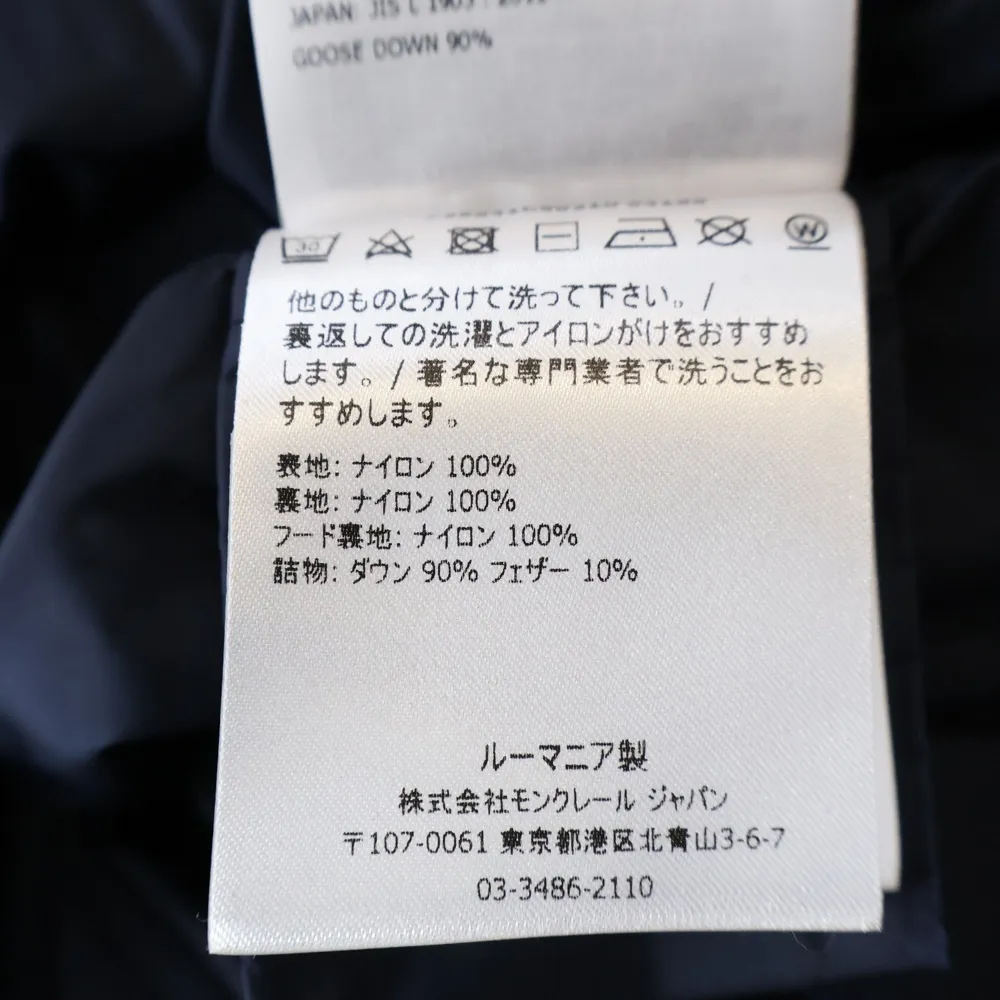 JAPAN: JIS L 1903:
GOOSE DOWN 90%
他のものと分けて洗って下さい。/
裏返しての洗濯とアイロンがけをおすすめ
します。/ 著名な専門業者で洗うことをお
すすめします。
表地: ナイロン 100%
裏地: ナイロン 100%
フード裏地: ナイロン 100%
詰物: ダウン 90% フェザー 10%
ルーマニア製
株式会社モンクレール ジャパン
〒107-0061 東京都港区北青山3-6-7
03-3486-2110